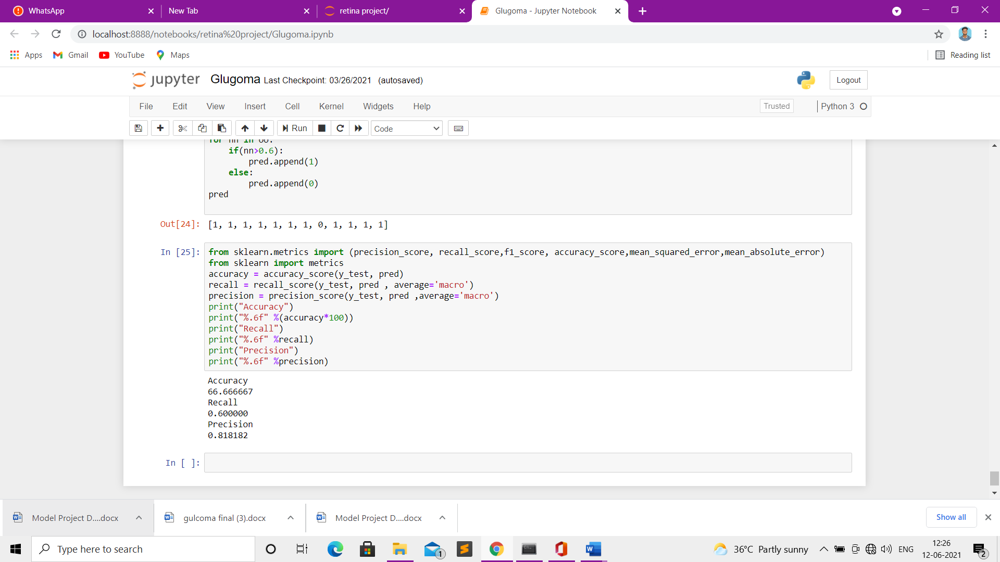 WhatsApp
New Tab
retina project/
Glugoma - Jupyter Notebook
localhost:8888/notebooks/retina%20project/Glugoma.ipynb
Apps
Gmail
YouTube
Maps
Reading list
jupyter
Glugoma Last Checkpoint: 03/26/2021 (autosaved)
Logout
File
Edit
View
Insert
Cell
Kernel
Widgets
Help
Trusted
Python 3
Run
Code
for nn in oo:
    if(nn>0.6):
        pred.append(1)
    else:
        pred.append(0)
pred
Out[24]: [1, 1, 1, 1, 1, 1, 1, 0, 1, 1, 1, 1]
In [25]: from sklearn.metrics import (precision_score, recall_score,f1_score, accuracy_score,mean_squared_error,mean_absolute_error)
from sklearn import metrics
accuracy = accuracy_score(y_test, pred)
recall = recall_score(y_test, pred , average='macro')
precision = precision_score(y_test, pred ,average='macro')
print("Accuracy")
print("%.6f" %(accuracy*100))
print("Recall")
print("%.6f" %recall)
print("Precision")
print("%.6f" %precision)
Accuracy
66.666667
Recall
0.600000
Precision
0.818182
In [ ]:
Model Project D....docx
gulcoma final (3).docx
Model Project D....docx
Show all
Type here to search
1
36°C Partly sunny
ENG
12:26
12-06-2021
2